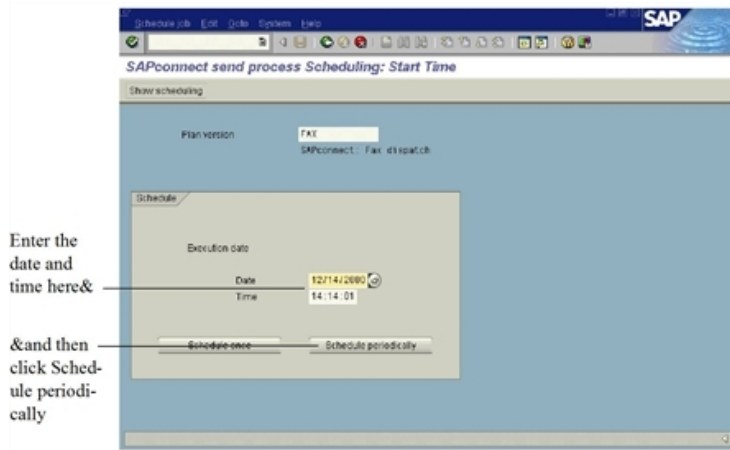 Schedule job Edit Goto System Help
SAP
SAPconnect send process Scheduling: Start Time
Show scheduling
Plan version FAX
SAPconnect: Fax dispatch
Schedule
Execution date
Date 12/14/2000
Time 14:14:01
Schedule once Schedule periodically
Enter the
date and
time here&
&and then
click Sched-
ule periodi-
cally